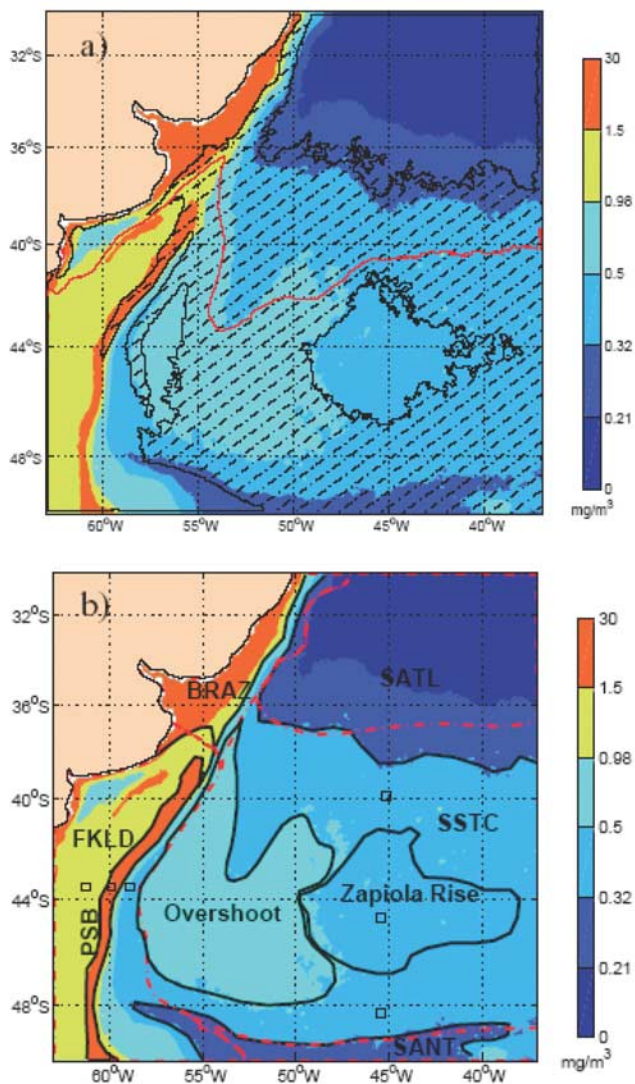 a)
32°S
36°S
40°S
44°S
48°S
60°W 55°W 50°W 45°W 40°W
30
1.5
0.98
0.5
0.32
0.21
0
mg/m³
b)
32°S
36°S
40°S
44°S
48°S
BRAZ
SATL
FKLD
SSTC
PSB
Overshoot
Zapiola Rise
SANT
60°W 55°W 50°W 45°W 40°W
30
1.5
0.98
0.5
0.32
0.21
0
mg/m³